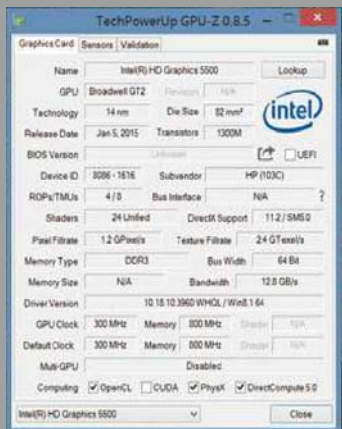 TechPowerUp GPU-Z 0.8.5
Graphics Card Sensors Validation
Name Intel(R) HD Graphics 5500 Lookup
GPU Broadwell GT2 Revision N/A
Technology 14 nm Die Size 82 mm²
intel
Release Date Jan 5, 2015 Transistors 1300M
BIOS Version Unknown UEFI
Device ID 8086 - 1616 Subvendor HP (103C)
ROPs/TMUs 4 / 8 Bus Interface N/A ?
Shaders 24 Unified DirectX Support 11.2 / SM5.0
Pixel Fillrate 1.2 GPixel/s Texture Fillrate 2.4 GTexel/s
Memory Type DDR3 Bus Width 64 Bit
Memory Size N/A Bandwidth 12.8 GB/s
Driver Version 10.18.10.3960 WHQL / Win8.1 64
GPU Clock 300 MHz Memory 800 MHz Shader N/A
Default Clock 300 MHz Memory 800 MHz Shader N/A
Multi-GPU Disabled
Computing OpenCL CUDA PhysX DirectCompute 5.0
Intel(R) HD Graphics 5500 Close